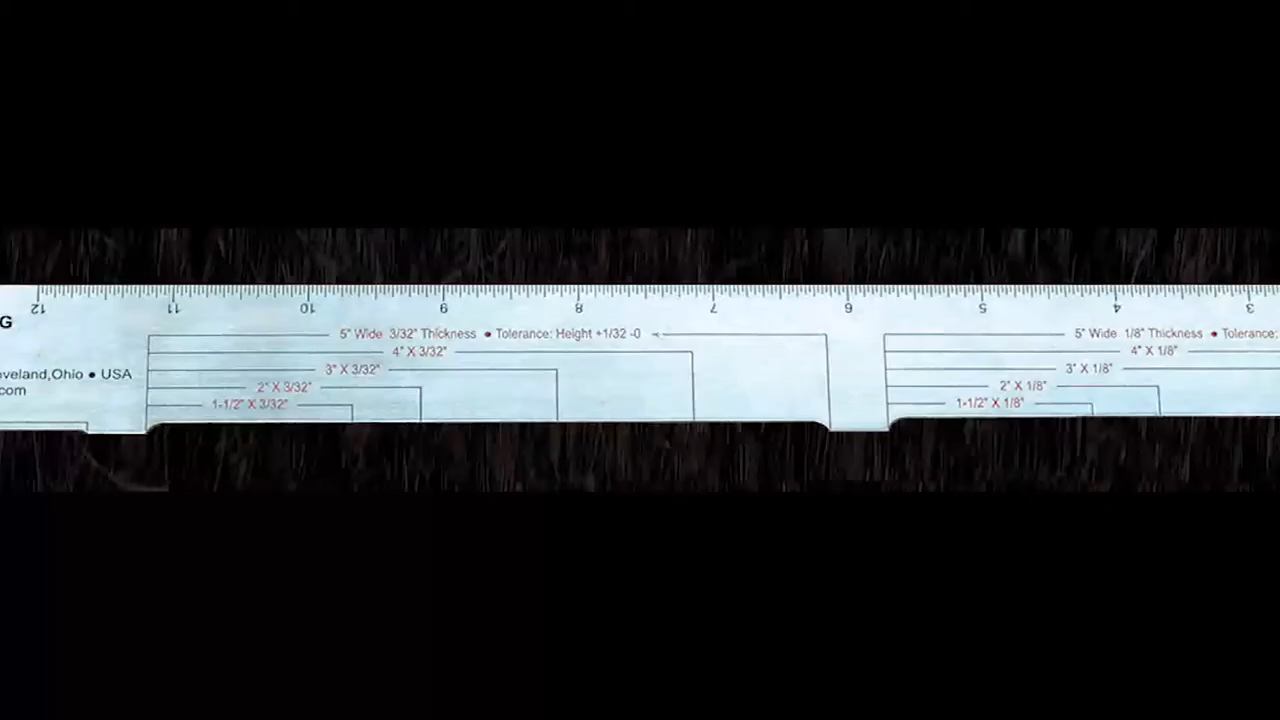 12 11 10 9 8 7 6 5 4 3
G
5" Wide 3/32" Thickness ● Tolerance: Height +1/32 -0
5" Wide 1/8" Thickness ● Tolerance:
4" X 3/32"
4" X 1/8"
3" X 3/32"
3" X 1/8"
eveland,Ohio ● USA
2" X 3/32"
2" X 1/8"
com
1-1/2" X 3/32"
1-1/2" X 1/8"